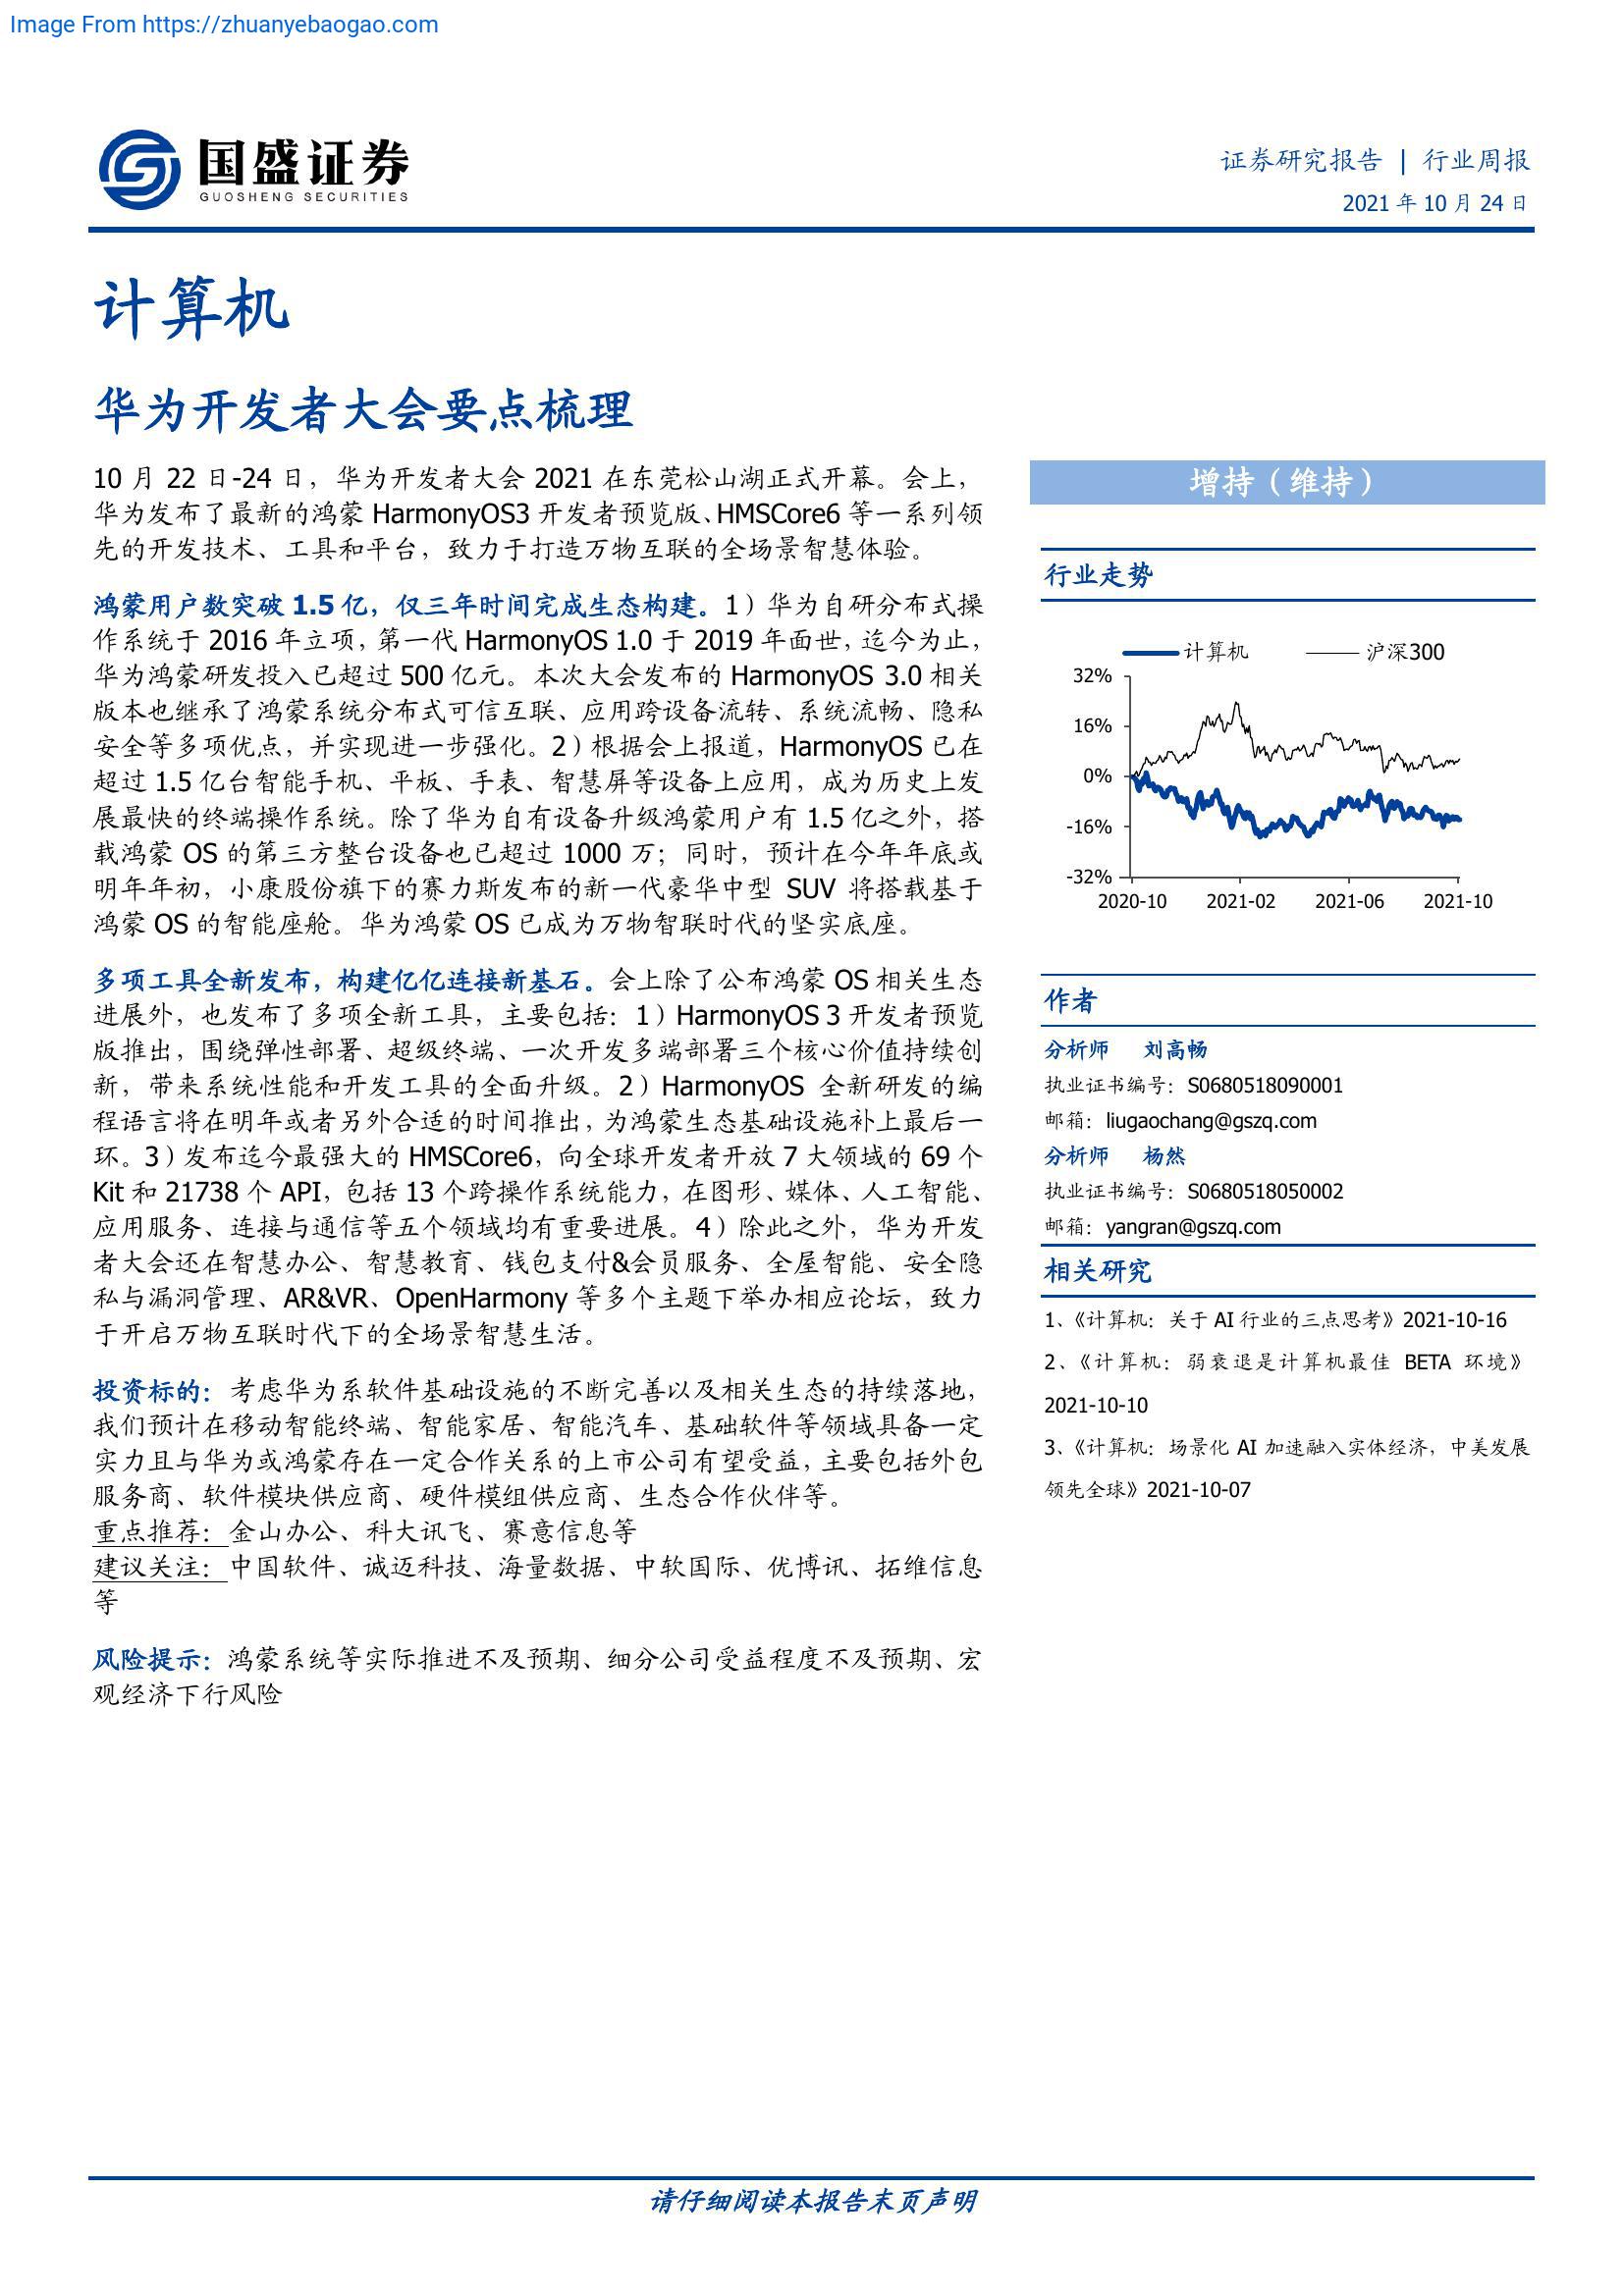 Image From https://zhuanyebaogao.com
国盛证券
GUOSHENG SECURITIES
证券研究报告 | 行业周报
2021 年 10 月 24 日
计算机
华为开发者大会要点梳理
10 月 22 日-24 日，华为开发者大会 2021 在东莞松山湖正式开幕。会上，
华为发布了最新的鸿蒙 HarmonyOS3 开发者预览版、HMSCore6 等一系列领
先的开发技术、工具和平台，致力于打造万物互联的全场景智慧体验。
鸿蒙用户数突破 1.5 亿，仅三年时间完成生态构建。1）华为自研分布式操
作系统于 2016 年立项，第一代 HarmonyOS 1.0 于 2019 年面世，迄今为止，
华为鸿蒙研发投入已超过 500 亿元。本次大会发布的 HarmonyOS 3.0 相关
版本也继承了鸿蒙系统分布式可信互联、应用跨设备流转、系统流畅、隐私
安全等多项优点，并实现进一步强化。2）根据会上报道，HarmonyOS 已在
超过 1.5 亿台智能手机、平板、手表、智慧屏等设备上应用，成为历史上发
展最快的终端操作系统。除了华为自有设备升级鸿蒙用户有 1.5 亿之外，搭
载鸿蒙 OS 的第三方整台设备也已超过 1000 万；同时，预计在今年年底或
明年年初，小康股份旗下的赛力斯发布的新一代豪华中型 SUV 将搭载基于
鸿蒙 OS 的智能座舱。华为鸿蒙 OS 已成为万物智联时代的坚实底座。
多项工具全新发布，构建亿亿连接新基石。会上除了公布鸿蒙 OS 相关生态
进展外，也发布了多项全新工具，主要包括：1）HarmonyOS 3 开发者预览
版推出，围绕弹性部署、超级终端、一次开发多端部署三个核心价值持续创
新，带来系统性能和开发工具的全面升级。2）HarmonyOS 全新研发的编
程语言将在明年或者另外合适的时间推出，为鸿蒙生态基础设施补上最后一
环。3）发布迄今最强大的 HMSCore6，向全球开发者开放 7 大领域的 69 个
Kit 和 21738 个 API，包括 13 个跨操作系统能力，在图形、媒体、人工智能、
应用服务、连接与通信等五个领域均有重要进展。4）除此之外，华为开发
者大会还在智慧办公、智慧教育、钱包支付&会员服务、全屋智能、安全隐
私与漏洞管理、AR&VR、OpenHarmony 等多个主题下举办相应论坛，致力
于开启万物互联时代下的全场景智慧生活。
投资标的：考虑华为系软件基础设施的不断完善以及相关生态的持续落地，
我们预计在移动智能终端、智能家居、智能汽车、基础软件等领域具备一定
实力且与华为或鸿蒙存在一定合作关系的上市公司有望受益，主要包括外包
服务商、软件模块供应商、硬件模组供应商、生态合作伙伴等。
重点推荐：金山办公、科大讯飞、赛意信息等
建议关注：中国软件、诚迈科技、海量数据、中软国际、优博讯、拓维信息
等
风险提示：鸿蒙系统等实际推进不及预期、细分公司受益程度不及预期、宏
观经济下行风险
增持（维持）
行业走势
计算机 沪深300
32%
16%
0%
-16%
-32%
2020-10 2021-02 2021-06 2021-10
作者
分析师 刘高畅
执业证书编号：S0680518090001
邮箱：liugaochang@gszq.com
分析师 杨然
执业证书编号：S0680518050002
邮箱：yangran@gszq.com
相关研究
1、《计算机：关于 AI 行业的三点思考》2021-10-16
2、《计算机：弱衰退是计算机最佳 BETA 环境》
2021-10-10
3、《计算机：场景化 AI 加速融入实体经济，中美发展
领先全球》2021-10-07
请仔细阅读本报告末页声明